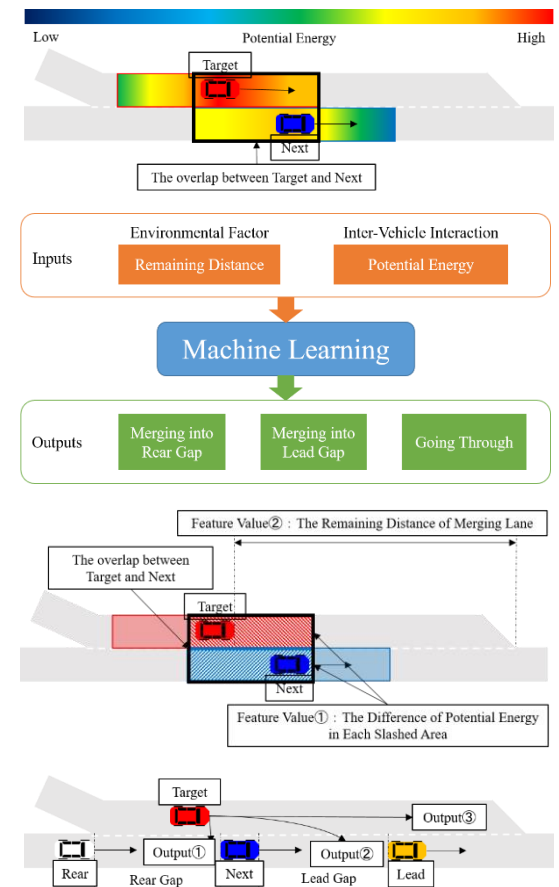 Low Potential Energy High
Target
Next
The overlap between Target and Next
Environmental Factor
Inter-Vehicle Interaction
Inputs
Remaining Distance
Potential Energy
Machine Learning
Outputs
Merging into
Rear Gap
Merging into
Lead Gap
Going Through
Feature Value②：The Remaining Distance of Merging Lane
The overlap between
Target and Next
Target
Next
Feature Value①：The Difference of Potential Energy
in Each Slashed Area
Target
Output③
Output①
Output②
Rear
Rear Gap
Next
Lead Gap
Lead